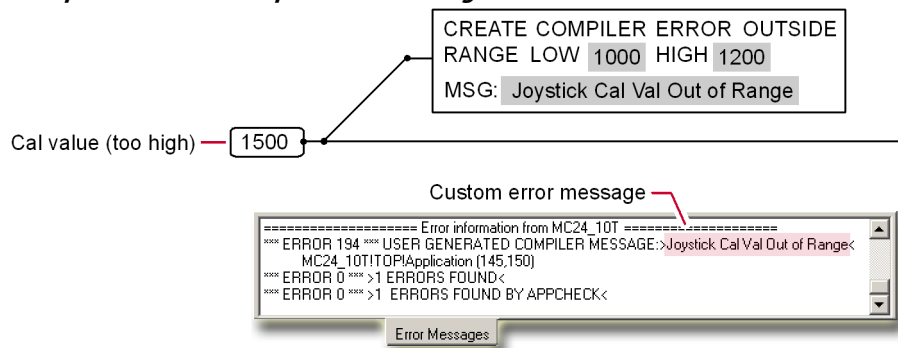 CREATE COMPILER ERROR OUTSIDE
RANGE LOW 1000 HIGH 1200
MSG: Joystick Cal Val Out of Range
Cal value (too high)
1500
Custom error message
==================== Error information from MC24_10T ====================
*** ERROR 194 *** USER GENERATED COMPILER MESSAGE:>Joystick Cal Val Out of Range<
MC24_10T!TOP!Application (145,150)
*** ERROR 0 *** >1 ERRORS FOUND<
*** ERROR 0 *** >1  ERRORS FOUND BY APPCHECK<
Error Messages